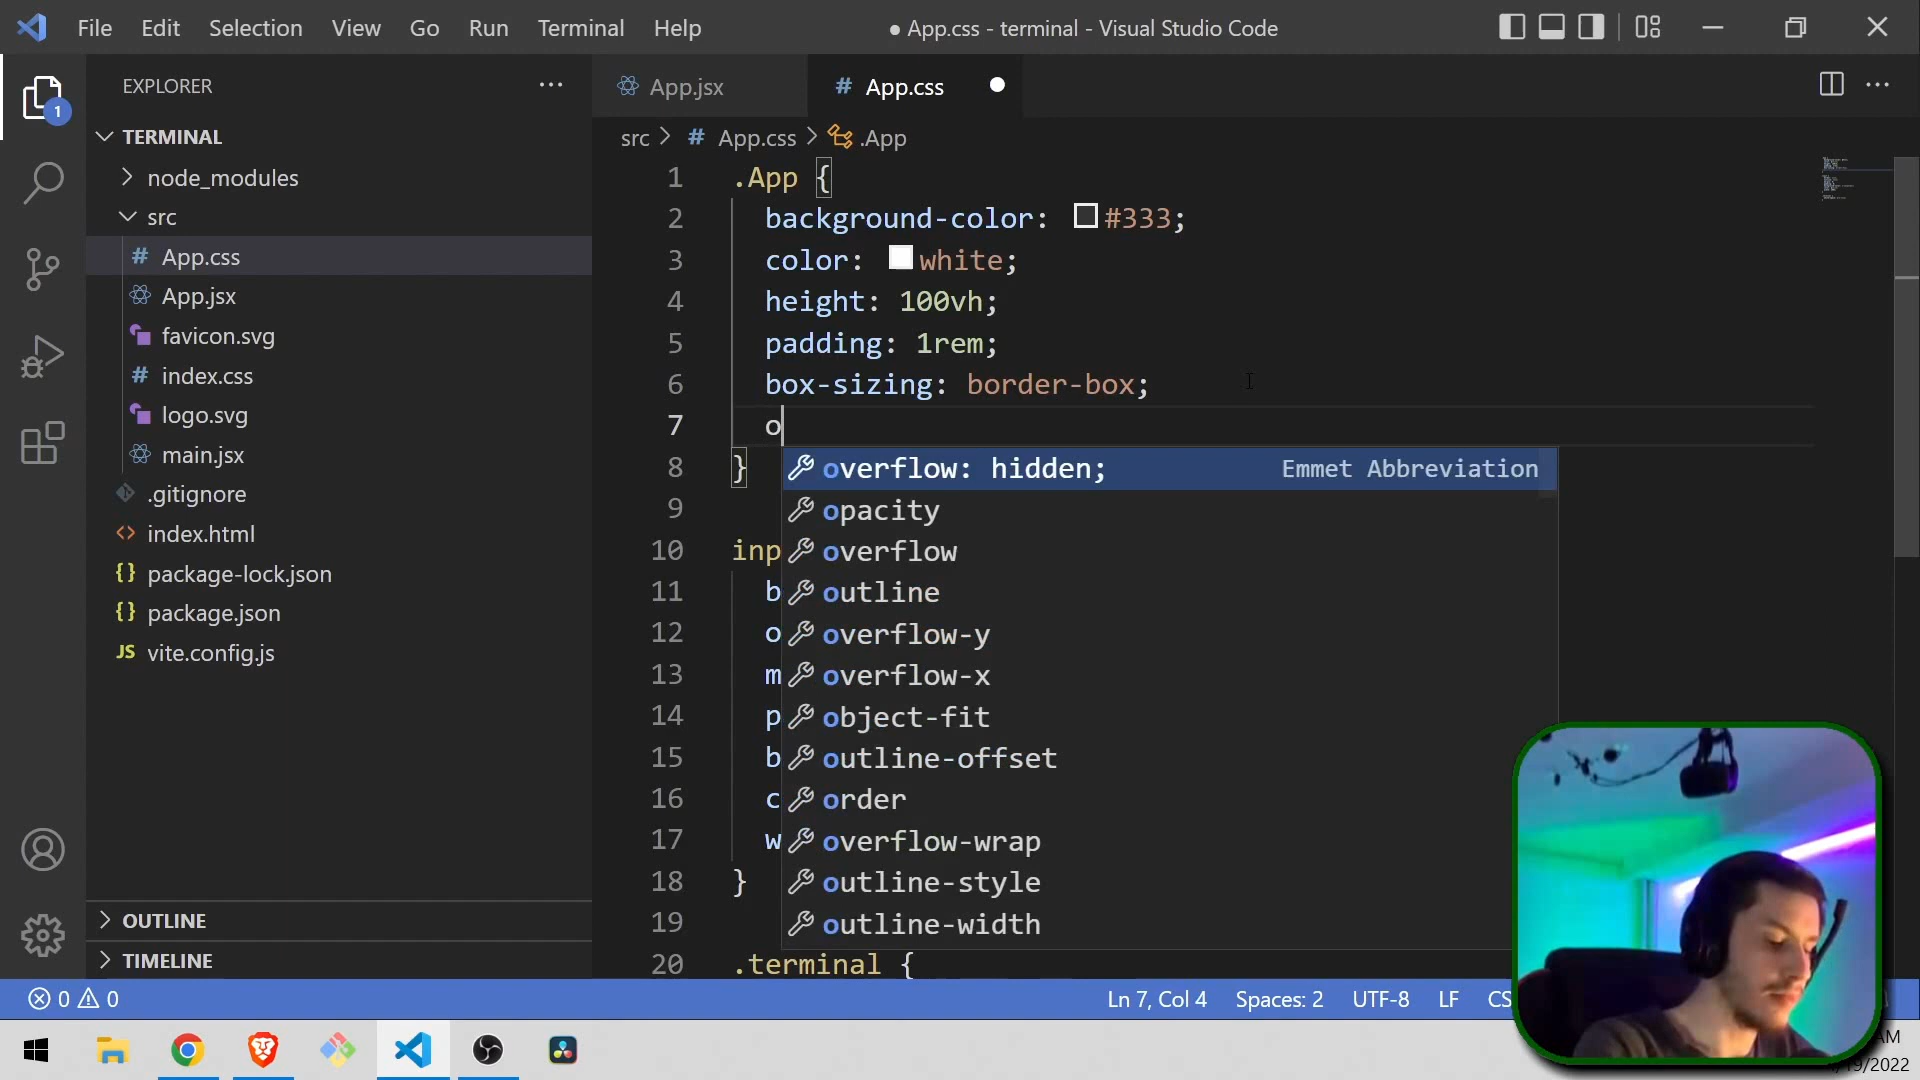 File Edit Selection View Go Run Terminal Help
● App.css - terminal - Visual Studio Code
EXPLORER
1
TERMINAL
node_modules
src
# App.css
App.jsx
favicon.svg
# index.css
logo.svg
main.jsx
.gitignore
<> index.html
{} package-lock.json
{} package.json
JS vite.config.js
OUTLINE
TIMELINE
App.jsx
# App.css
src > # App.css > .App
1 .App {
2 background-color: #333;
3 color: white;
4 height: 100vh;
5 padding: 1rem;
6 box-sizing: border-box;
7 o
8 }
9
10 inp
11 b
12 o
13 m
14 p
15 b
16 c
17 w
18 }
19
20 .terminal {
overflow: hidden; Emmet Abbreviation
opacity
overflow
outline
overflow-y
overflow-x
object-fit
outline-offset
order
overflow-wrap
outline-style
outline-width
0 0
Ln 7, Col 4 Spaces: 2 UTF-8 LF CS
AM
19/2022